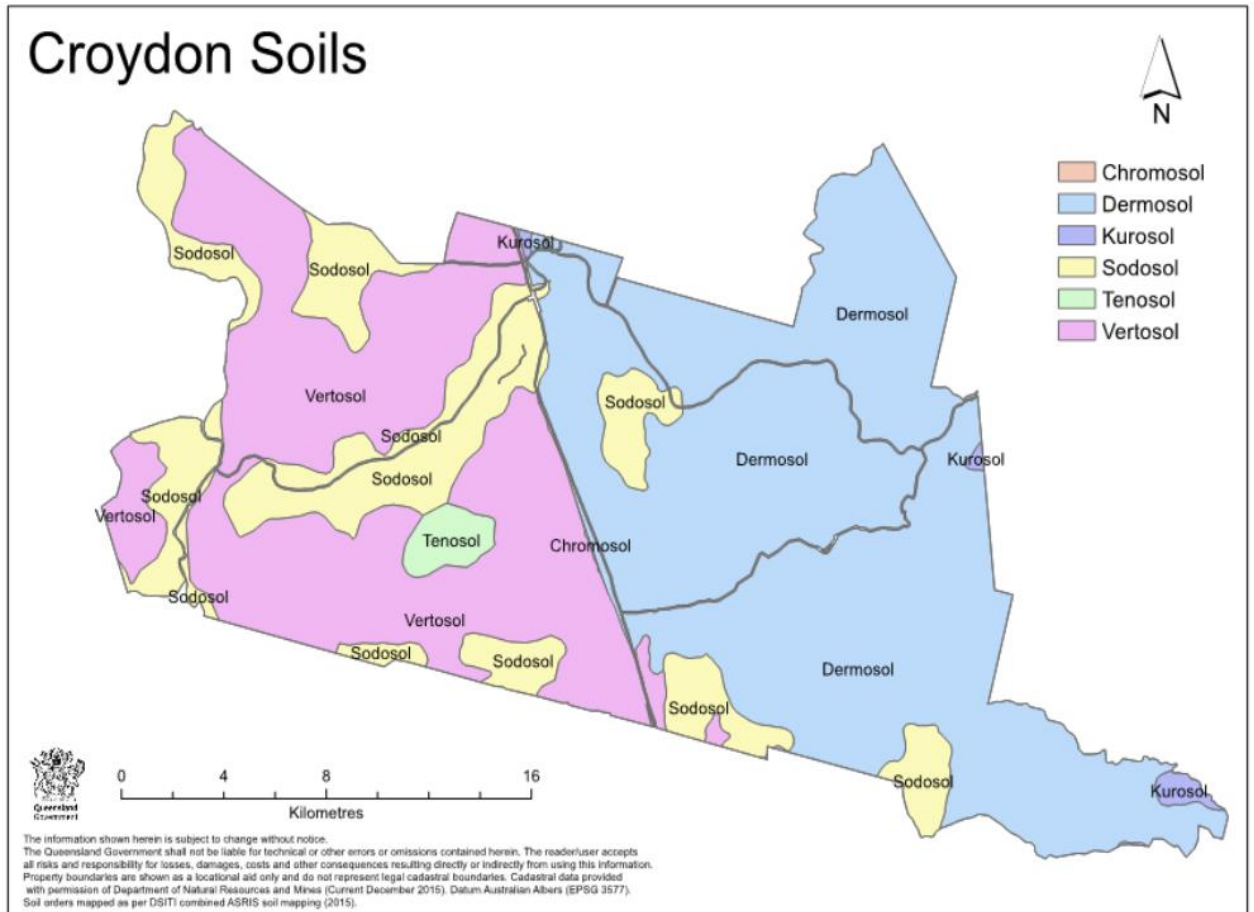 Croydon Soils
N
Chromosol
Dermosol
Kurosol
Sodosol
Tenosol
Vertosol
Kurosol
Sodosol
Sodosol
Dermosol
Vertosol
Sodosol
Sodosol
Dermosol
Kurosol
Sodosol
Sodosol
Vertosol
Tenosol
Chromosol
Sodosol
Vertosol
Sodosol
Sodosol
Dermosol
Sodosol
Sodosol
Kurosol
0 4 8 16
Kilometres
Queensland
Government
The information shown herein is subject to change without notice.
The Queensland Government shall not be liable for technical or other errors or omissions contained herein. The reader/user accepts
all risks and responsibility for losses, damages, costs and other consequences resulting directly or indirectly from using this information.
Property boundaries are shown as a locational aid only and do not represent legal cadastral boundaries. Cadastral data provided
with permission of Department of Natural Resources and Mines (Current December 2015). Datum Australian Albers (EPSG 3577).
Soil orders mapped as per DSITI combined ASRIS soil mapping (2015).